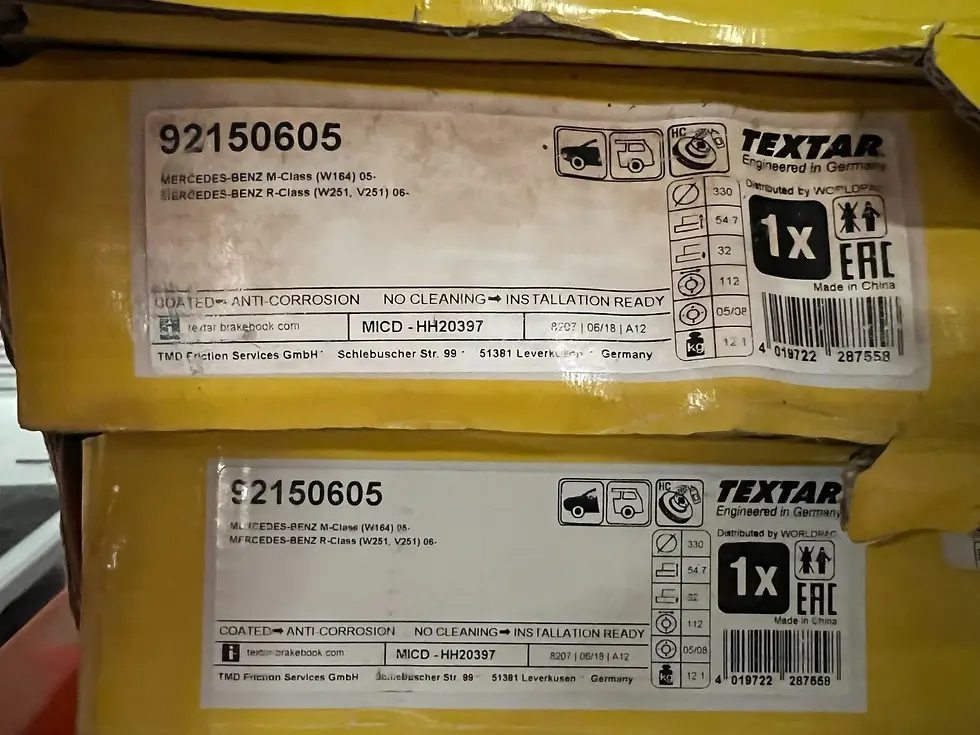 92150605
MERCEDES-BENZ M-Class (W164) 05-
MERCEDES-BENZ R-Class (W251, V251) 06-
HC
TEXTAR
Engineered in Germany
Distributed by WORLDPAC
330
54.7
32
112
05/08
kg 12.1
1x
EAC
Made in China
COATED➡ ANTI-CORROSION NO CLEANING➡ INSTALLATION READY
i textar brakebook.com
MICD - HH20397
8207 | 06/18 | A12
TMD Friction Services GmbH · Schlebuscher Str. 99 · 51381 Leverkusen · Germany
4 019722 287558
92150605
MERCEDES-BENZ M-Class (W164) 05-
MERCEDES-BENZ R-Class (W251, V251) 06-
HC
TEXTAR
Engineered in Germany
Distributed by WORLDPAC
330
54.7
32
112
05/08
kg 12.1
1x
EAC
Made in China
COATED➡ ANTI-CORROSION NO CLEANING➡ INSTALLATION READY
i textar brakebook.com
MICD - HH20397
8207 | 06/18 | A12
TMD Friction Services GmbH Schlebuscher Str. 99 · 51381 Leverkusen · Germany
4 019722 287558